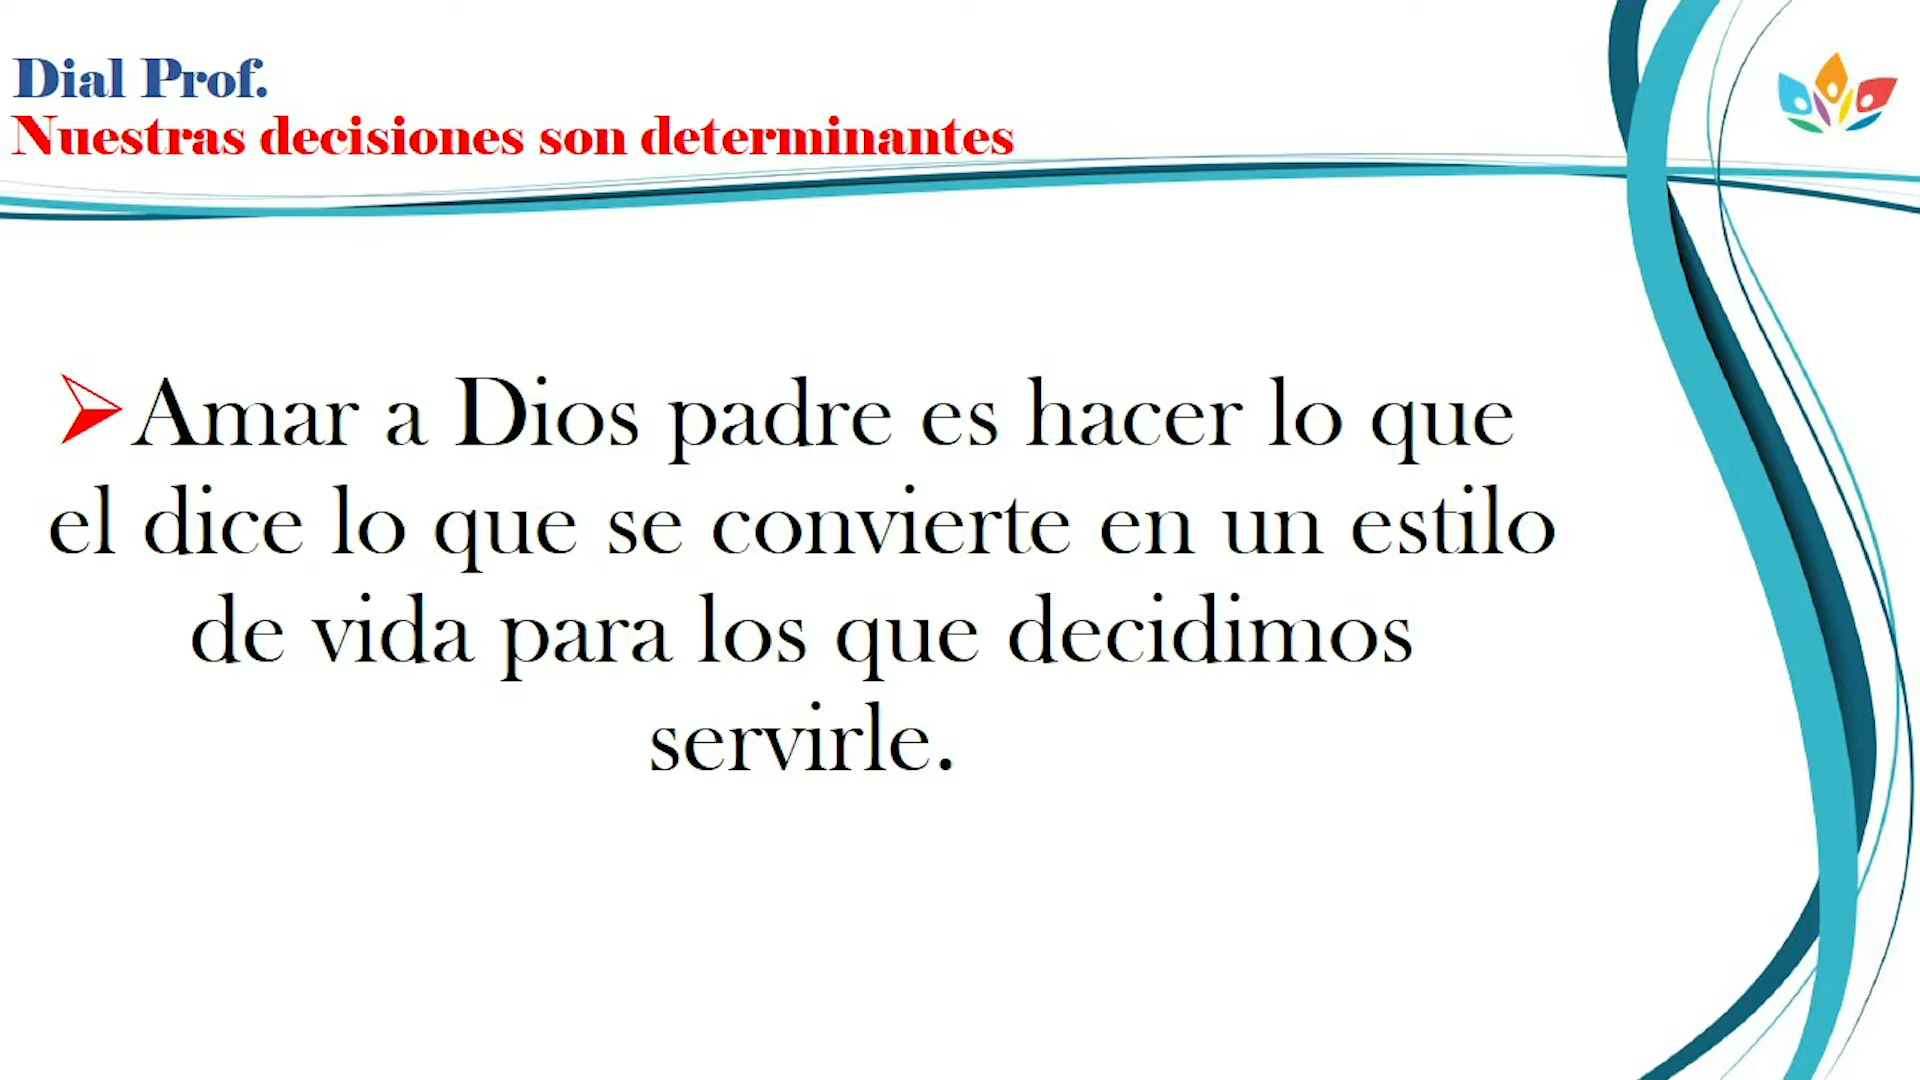 Dial Prof.
Nuestras decisiones son determinantes
Amar a Dios padre es hacer lo que
el dice lo que se convierte en un estilo
de vida para los que decidimos
servirle.